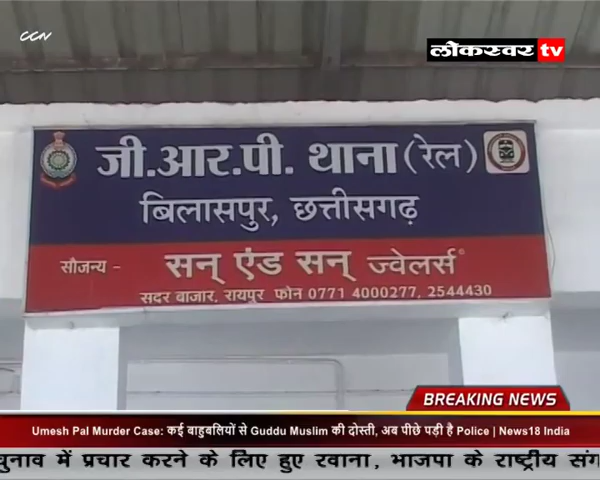 CCN
लोकस्वर tv
जी.आर.पी. थाना (रेल)
बिलासपुर, छत्तीसगढ़
सौजन्य - सन् एंड सन् ज्वेलर्स
सदर बाजार, रायपुर फोन 0771 4000277, 2544430
BREAKING NEWS
Umesh Pal Murder Case: कई बाहुबलियों से Guddu Muslim की दोस्ती, अब पीछे पड़ी है Police | News18 India
चुनाव में प्रचार करने के लिए हुए रवाना, भाजपा के राष्ट्रीय संग